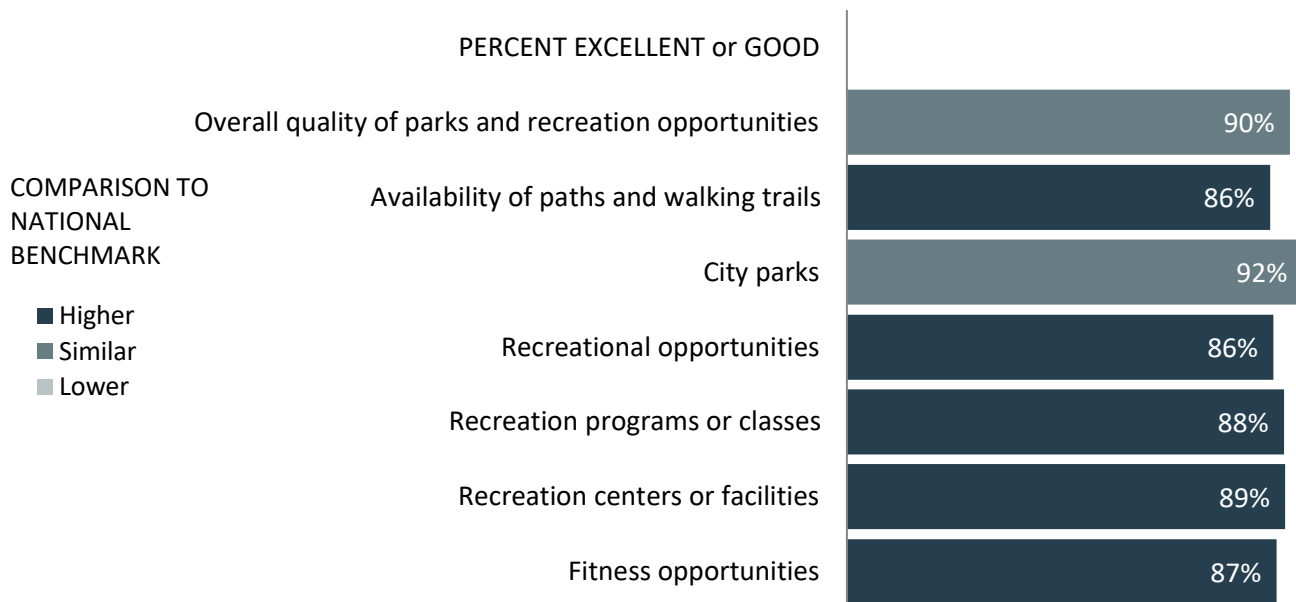 PERCENT EXCELLENT or GOOD
Overall quality of parks and recreation opportunities 90%
COMPARISON TO
NATIONAL
BENCHMARK
Higher
Similar
Lower
Availability of paths and walking trails 86%
City parks 92%
Recreational opportunities 86%
Recreation programs or classes 88%
Recreation centers or facilities 89%
Fitness opportunities 87%